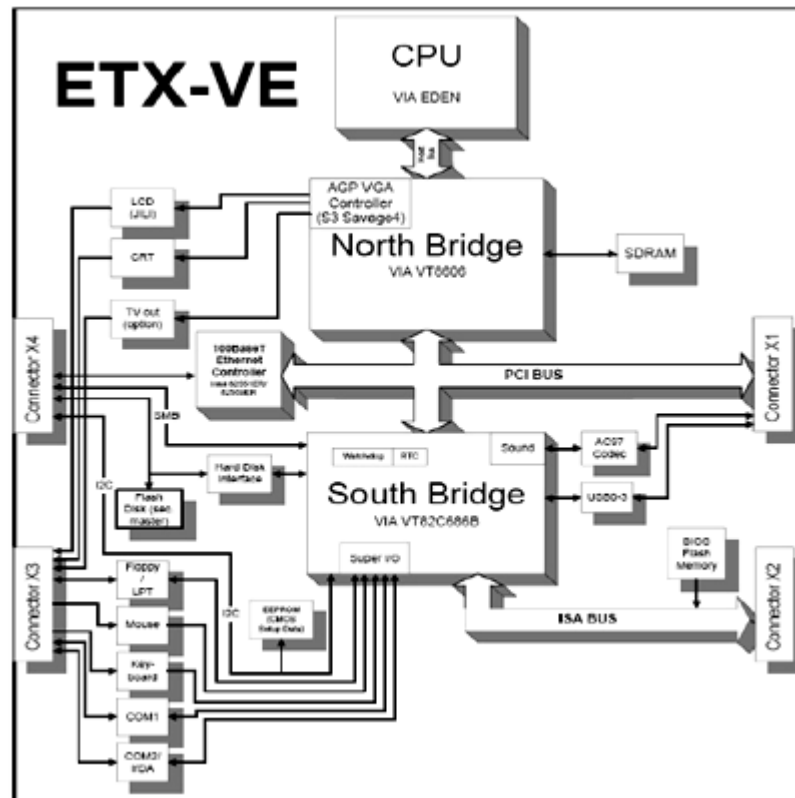 ETX-VE
CPU
VIA EDEN
AGP VGA
Controller
(S3 Savage4)
North Bridge
VIA VT8606
SDRAM
LCD
CRT
TV out
(option)
Connector X4
Connector X1
100BaseT
Ethernet
Controller
PCI BUS
SMB
I2C
Hard Disk
Interface
Flash
Disk (sec.
master)
Watchdog
RTC
Sound
South Bridge
VIA VT82C686B
Super I/O
AC97
Codec
USB0-3
BIOS
Flash
Memory
Connector X3
Connector X2
Floppy
/
LPT
Mouse
Key-
board
COM1
COM2/
I2C
EEPROM
(CMOS
Setup Data)
ISA BUS